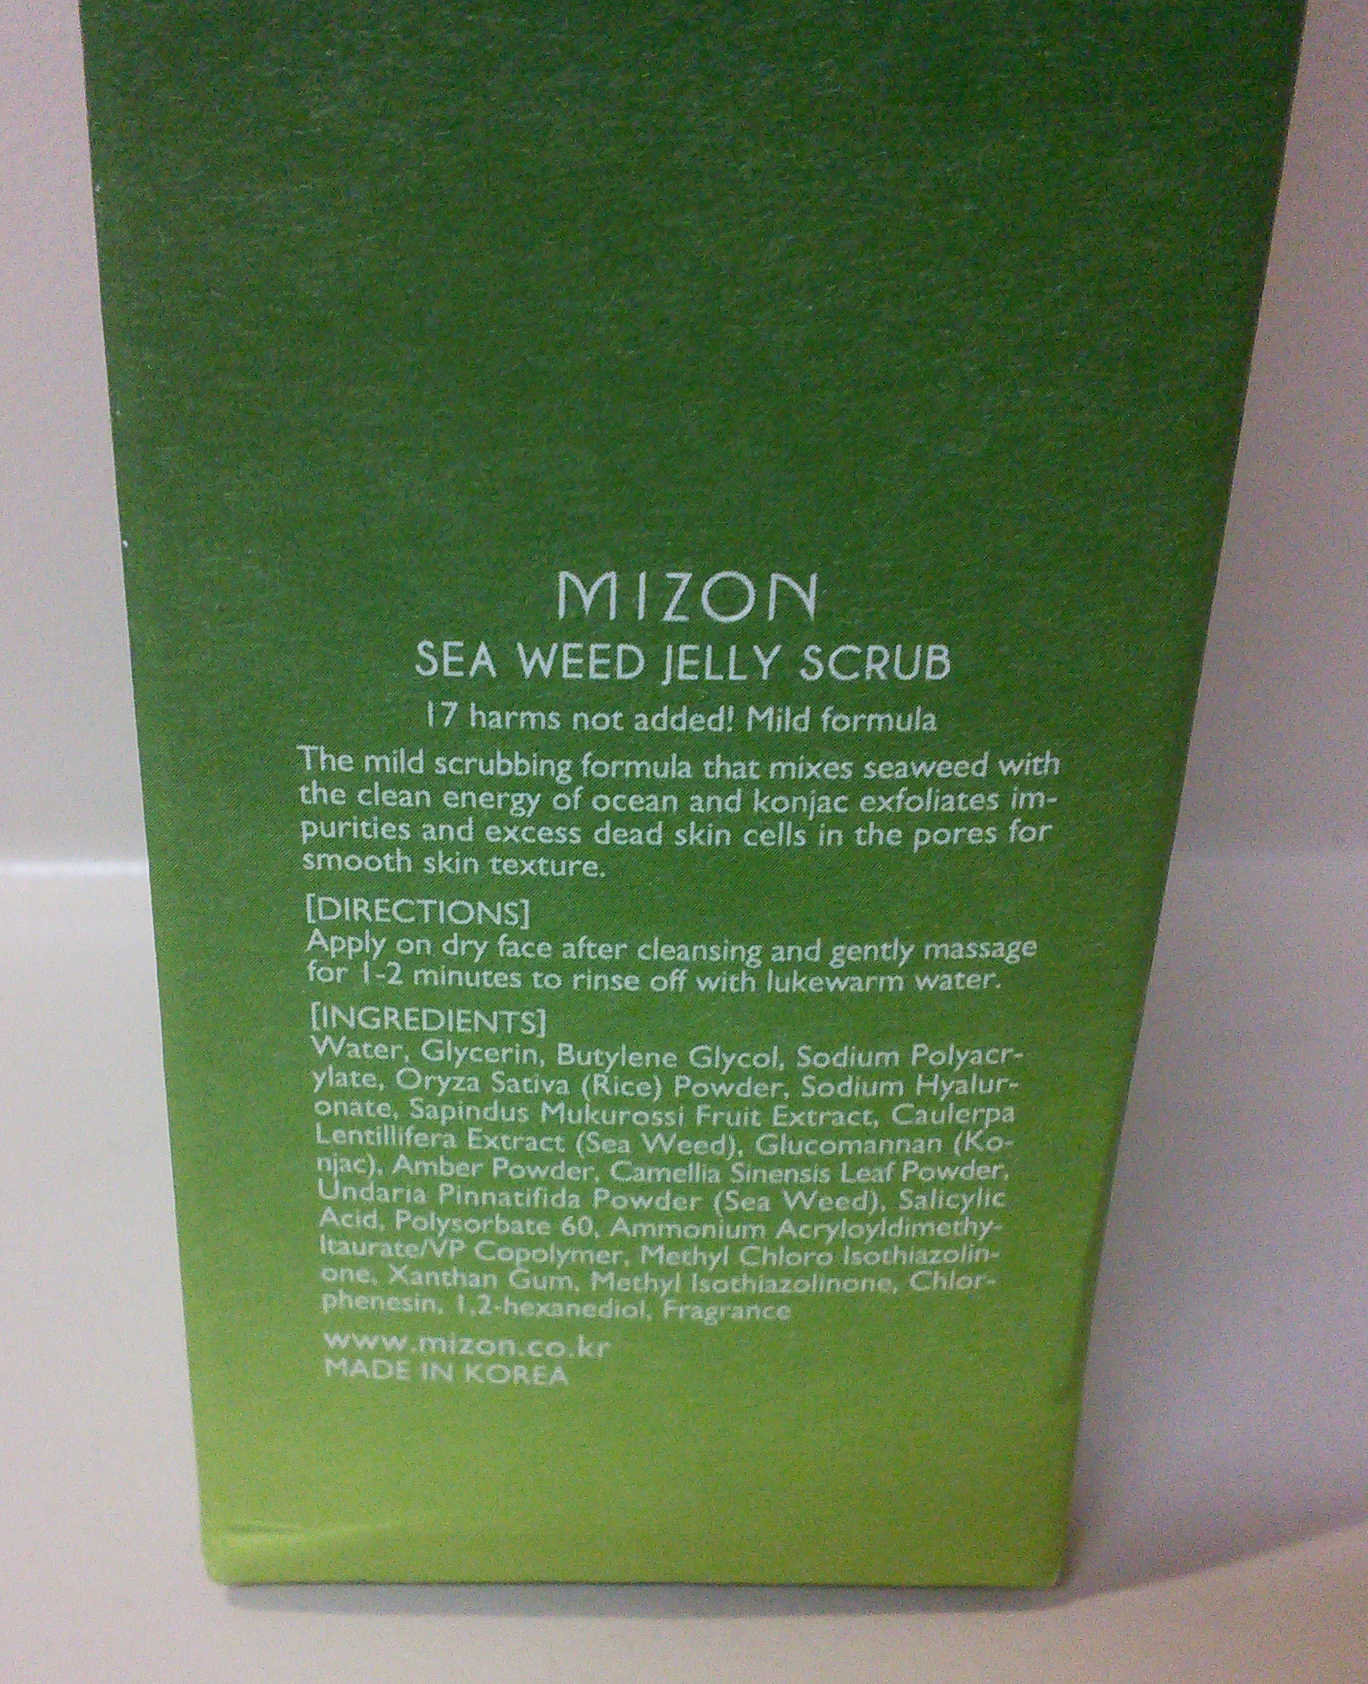 MIZON
SEA WEED JELLY SCRUB
17 harms not added! Mild formula
The mild scrubbing formula that mixes seaweed with
the clean energy of ocean and konjac exfoliates im-
purities and excess dead skin cells in the pores for
smooth skin texture.
[DIRECTIONS]
Apply on dry face after cleansing and gently massage
for 1-2 minutes to rinse off with lukewarm water.
[INGREDIENTS]
Water, Glycerin, Butylene Glycol, Sodium Polyacr-
ylate, Oryza Sativa (Rice) Powder, Sodium Hyalur-
onate, Sapindus Mukurossi Fruit Extract, Caulerpa
Lentillifera Extract (Sea Weed), Glucomannan (Ko-
njac), Amber Powder, Camellia Sinensis Leaf Powder,
Undaria Pinnatifida Powder (Sea Weed), Salicylic
Acid, Polysorbate 60, Ammonium Acryloyldimethy-
ltaurate/VP Copolymer, Methyl Chloro Isothiazolin-
one, Xanthan Gum, Methyl Isothiazolinone, Chlor-
phenesin, 1,2-hexanediol, Fragrance
www.mizon.co.kr
MADE IN KOREA